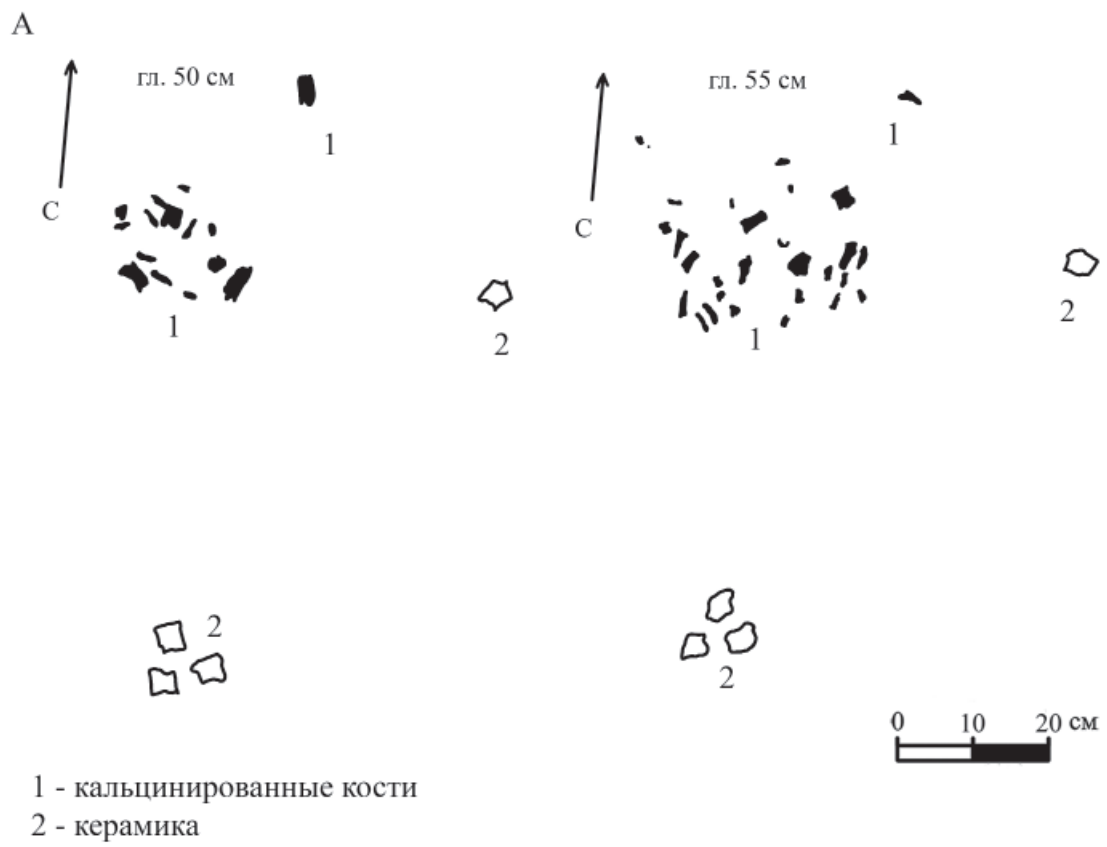 А
гл. 50 см
1
С
1
2
2
гл. 55 см
1
С
1
2
2
0 10 20 см
1 - кальцинированные кости
2 - керамика